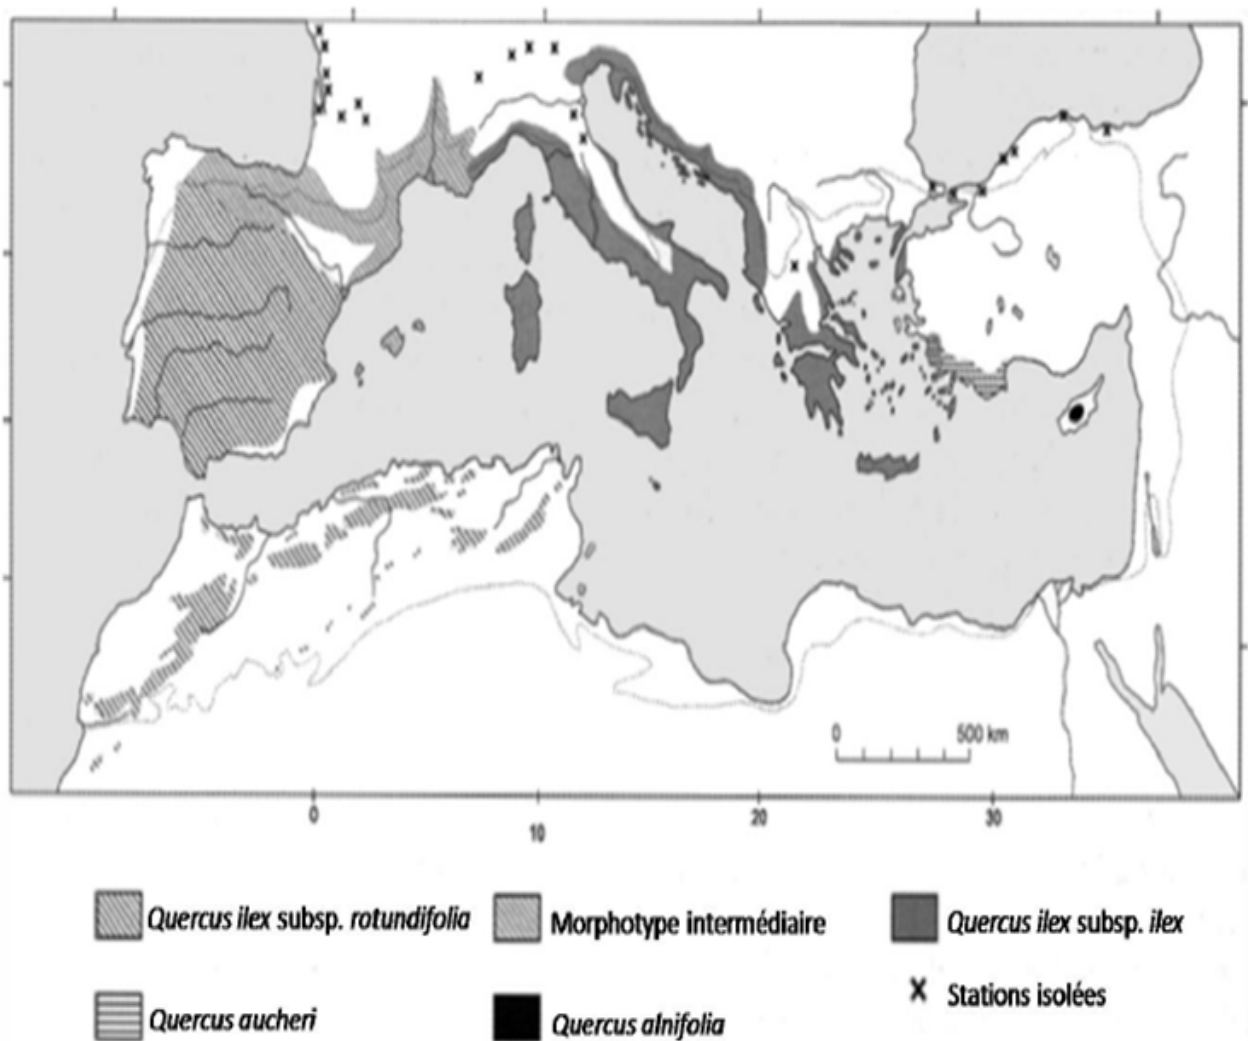 0 500 km
0 10 20 30
Quercus ilex subsp. rotundifolia Morphotype intermédiaire Quercus ilex subsp. ilex
Quercus aucheri Quercus alnifolia x Stations isolées